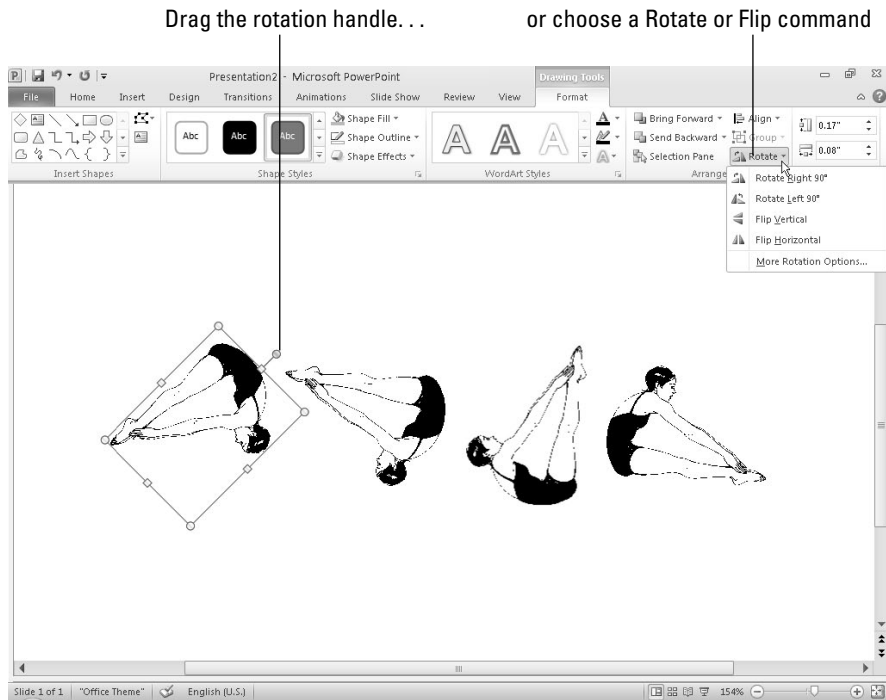 Drag the rotation handle. . . or choose a Rotate or Flip command
Presentation2 - Microsoft PowerPoint Drawing Tools
File Home Insert Design Transitions Animations Slide Show Review View Format
Abc Abc Abc
Shape Fill
Shape Outline
Shape Effects
A A A
A
A
Bring Forward
Send Backward
Selection Pane
Align
Group
Rotate
0.17"
0.08"
Insert Shapes Shape Styles WordArt Styles Arrange
Rotate Right 90°
Rotate Left 90°
Flip Vertical
Flip Horizontal
More Rotation Options...
Slide 1 of 1 "Office Theme" English (U.S.) 154%